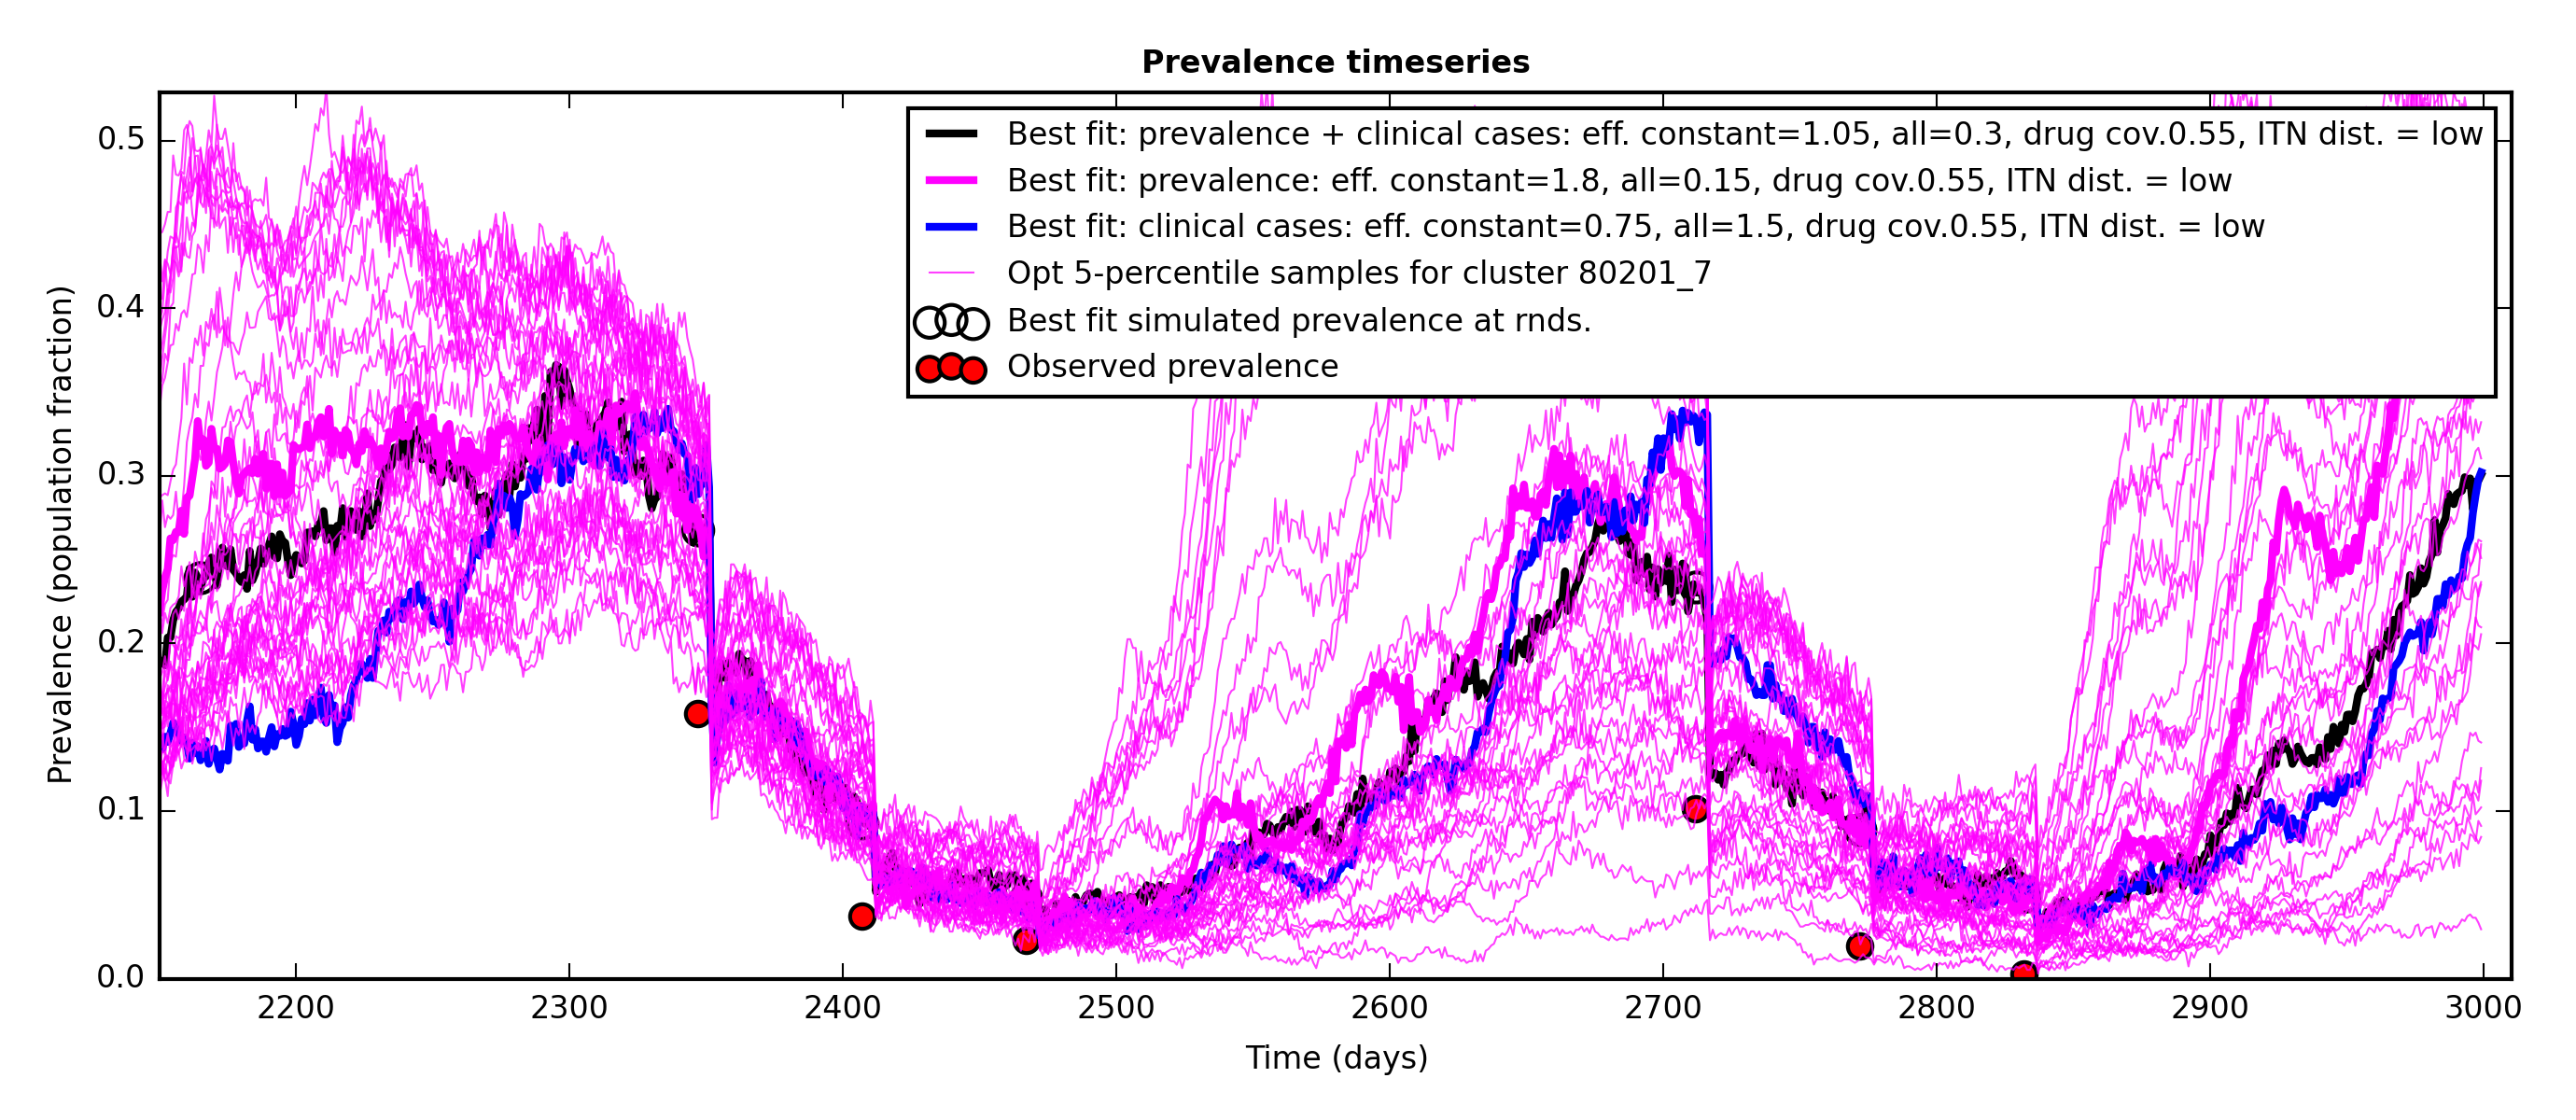 Prevalence timeseries
Best fit: prevalence + clinical cases: eff. constant=1.05, all=0.3, drug cov.0.55, ITN dist. = low
Best fit: prevalence: eff. constant=1.8, all=0.15, drug cov.0.55, ITN dist. = low
Best fit: clinical cases: eff. constant=0.75, all=1.5, drug cov.0.55, ITN dist. = low
Opt 5-percentile samples for cluster 80201_7
Best fit simulated prevalence at rnds.
Observed prevalence
Prevalence (population fraction)
0.5
0.4
0.3
0.2
0.1
0.0
2200 2300 2400 2500 2600 2700 2800 2900 3000
Time (days)